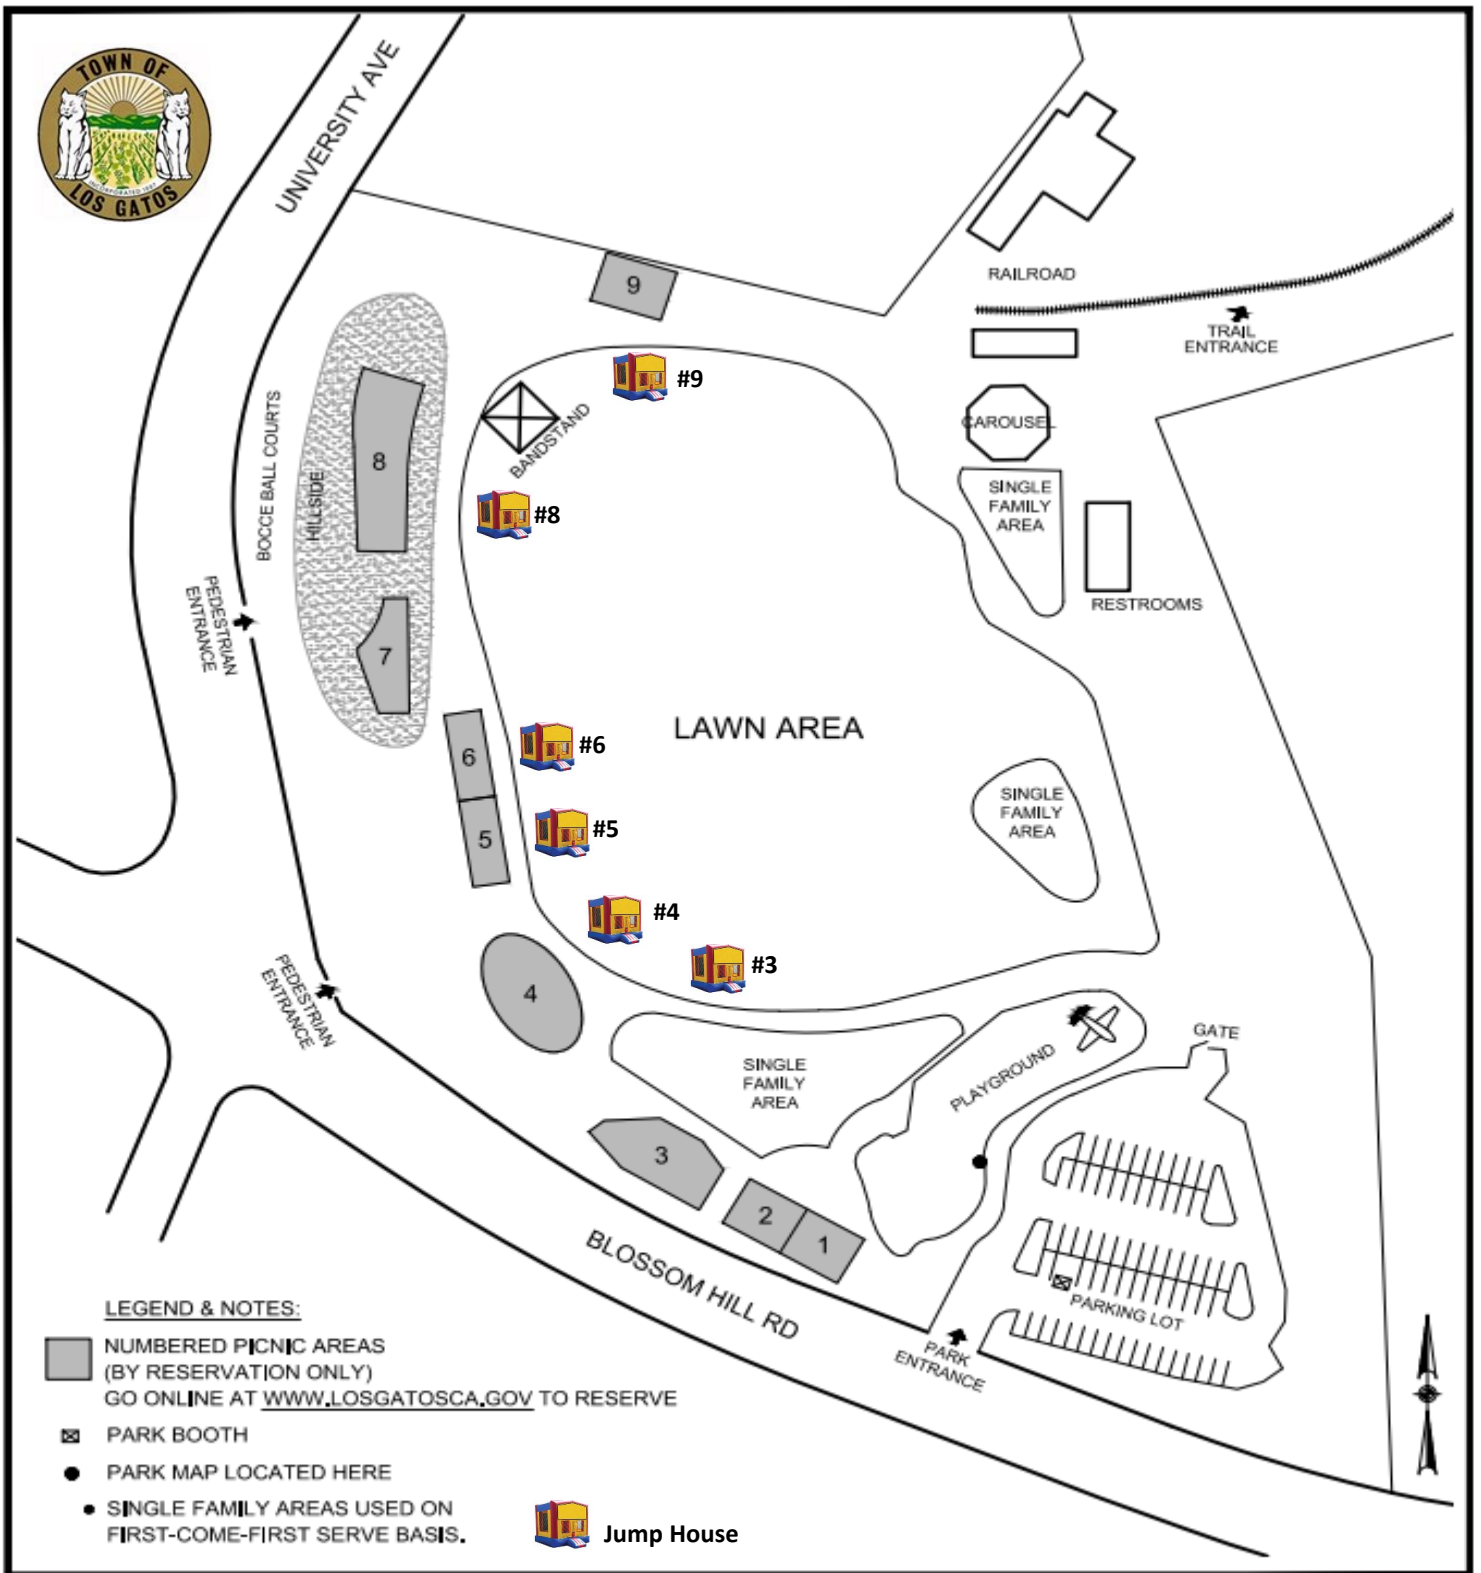 TOWN OF
INCORPORATED 1887
LOS GATOS
UNIVERSITY AVE
RAILROAD
9
TRAIL
ENTRANCE
#9
BOCCE BALL COURTS
HILLSIDE
8
BANDSTAND
CAROUSEL
SINGLE
FAMILY
AREA
#8
PEDESTRIAN
ENTRANCE
RESTROOMS
7
LAWN AREA
6
#6
5
#5
SINGLE
FAMILY
AREA
#4
#3
PEDESTRIAN
ENTRANCE
4
GATE
PLAYGROUND
SINGLE
FAMILY
AREA
3
2
1
BLOSSOM HILL RD
PARKING LOT
PARK
ENTRANCE
LEGEND & NOTES:
NUMBERED PICNIC AREAS
(BY RESERVATION ONLY)
GO ONLINE AT WWW.LOSGATOSCA.GOV TO RESERVE
PARK BOOTH
PARK MAP LOCATED HERE
SINGLE FAMILY AREAS USED ON
FIRST-COME-FIRST SERVE BASIS.
Jump House